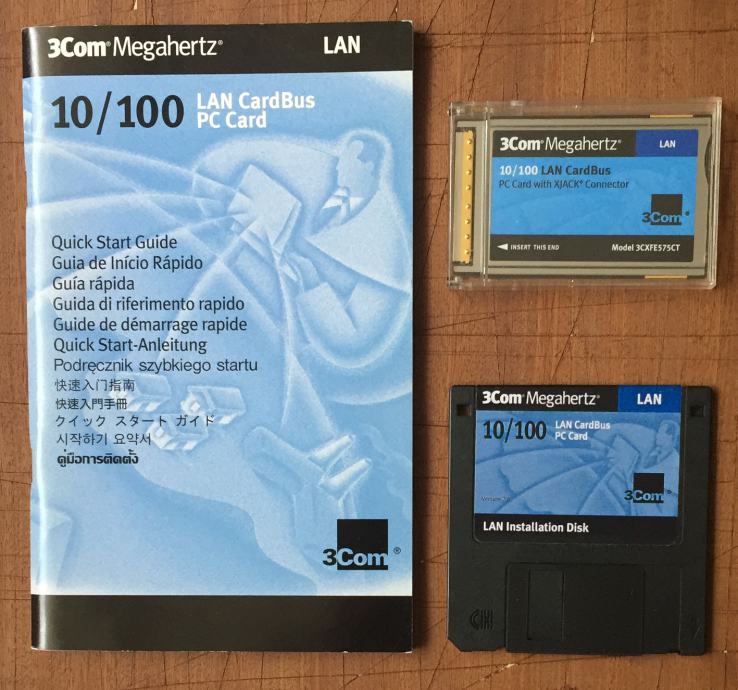 3Com® Megahertz® LAN
10/100 LAN CardBus
PC Card
Quick Start Guide
Guia de Início Rápido
Guía rápida
Guida di riferimento rapido
Guide de démarrage rapide
Quick Start-Anleitung
Podręcznik szybkiego startu
快速入门指南
快速入門手冊
クイック スタート ガイド
시작하기 요약서
คู่มือการติดตั้ง
3Com®
3Com® Megahertz® LAN
10/100 LAN CardBus
PC Card with XJACK® Connector
3Com®
INSERT THIS END Model 3CXFE575CT
3Com® Megahertz® LAN
10/100 LAN CardBus
PC Card
Version
3Com®
LAN Installation Disk